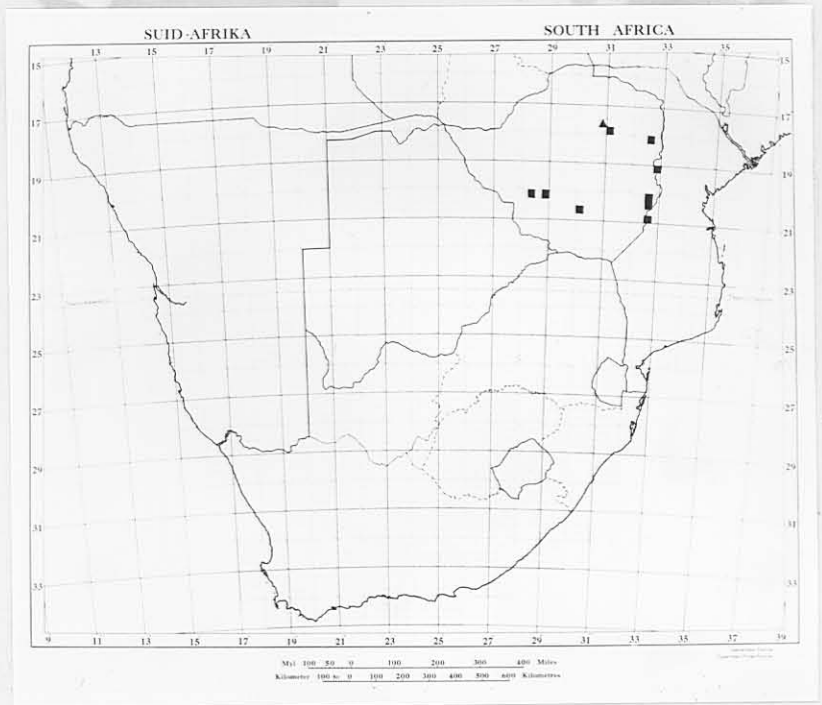 SUID-AFRIKA SOUTH AFRICA
13 15 17 19 21 23 25 27 29 31 33 35
15 15
17 17
19 19
21 21
23 23
25 25
27 27
29 29
31 31
33 33
9 11 13 15 17 19 21 23 25 27 29 31 33 35 37 39
Myl 100 50 0 100 200 300 400 Miles
Kilometer 100 50 0 100 200 300 400 500 600 Kilometres